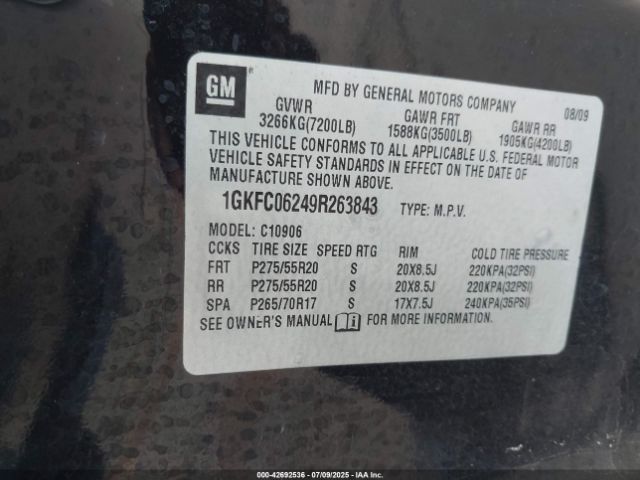 GM
MFD BY GENERAL MOTORS COMPANY 08/09
GVWR GAWR FRT GAWR RR
3266KG(7200LB) 1588KG(3500LB) 1905KG(4200LB)
THIS VEHICLE CONFORMS TO ALL APPLICABLE U.S. FEDERAL MOTOR
VEHICLE SAFETY STANDARDS IN EFFECT ON THE DATE OF
MANUFACTURE SHOWN ABOVE.
1GKFC06249R263843 TYPE: M.P.V.
MODEL: C10906
CCKS TIRE SIZE SPEED RTG RIM COLD TIRE PRESSURE
FRT P275/55R20 S 20X8.5J 220KPA(32PSI)
RR P275/55R20 S 20X8.5J 220KPA(32PSI)
SPA P265/70R17 S 17X7.5J 240KPA(35PSI)
SEE OWNER'S MANUAL FOR MORE INFORMATION.
000-42692536 - 07/09/2025 - IAA Inc.